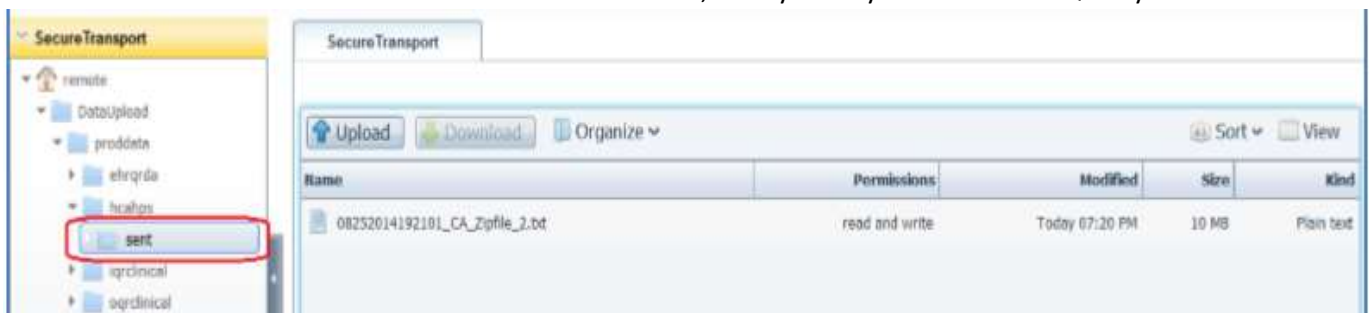 SecureTransport
remote
DataUpload
proddata
ehrqrda
hcahps
sent
iqrclinical
oqrclinical
SecureTransport
Upload Download Organize Sort View
Name Permissions Modified Size Kind
08252014192101_CA_Zipfile_2.txt read and write Today 07:20 PM 10 MB Plain text